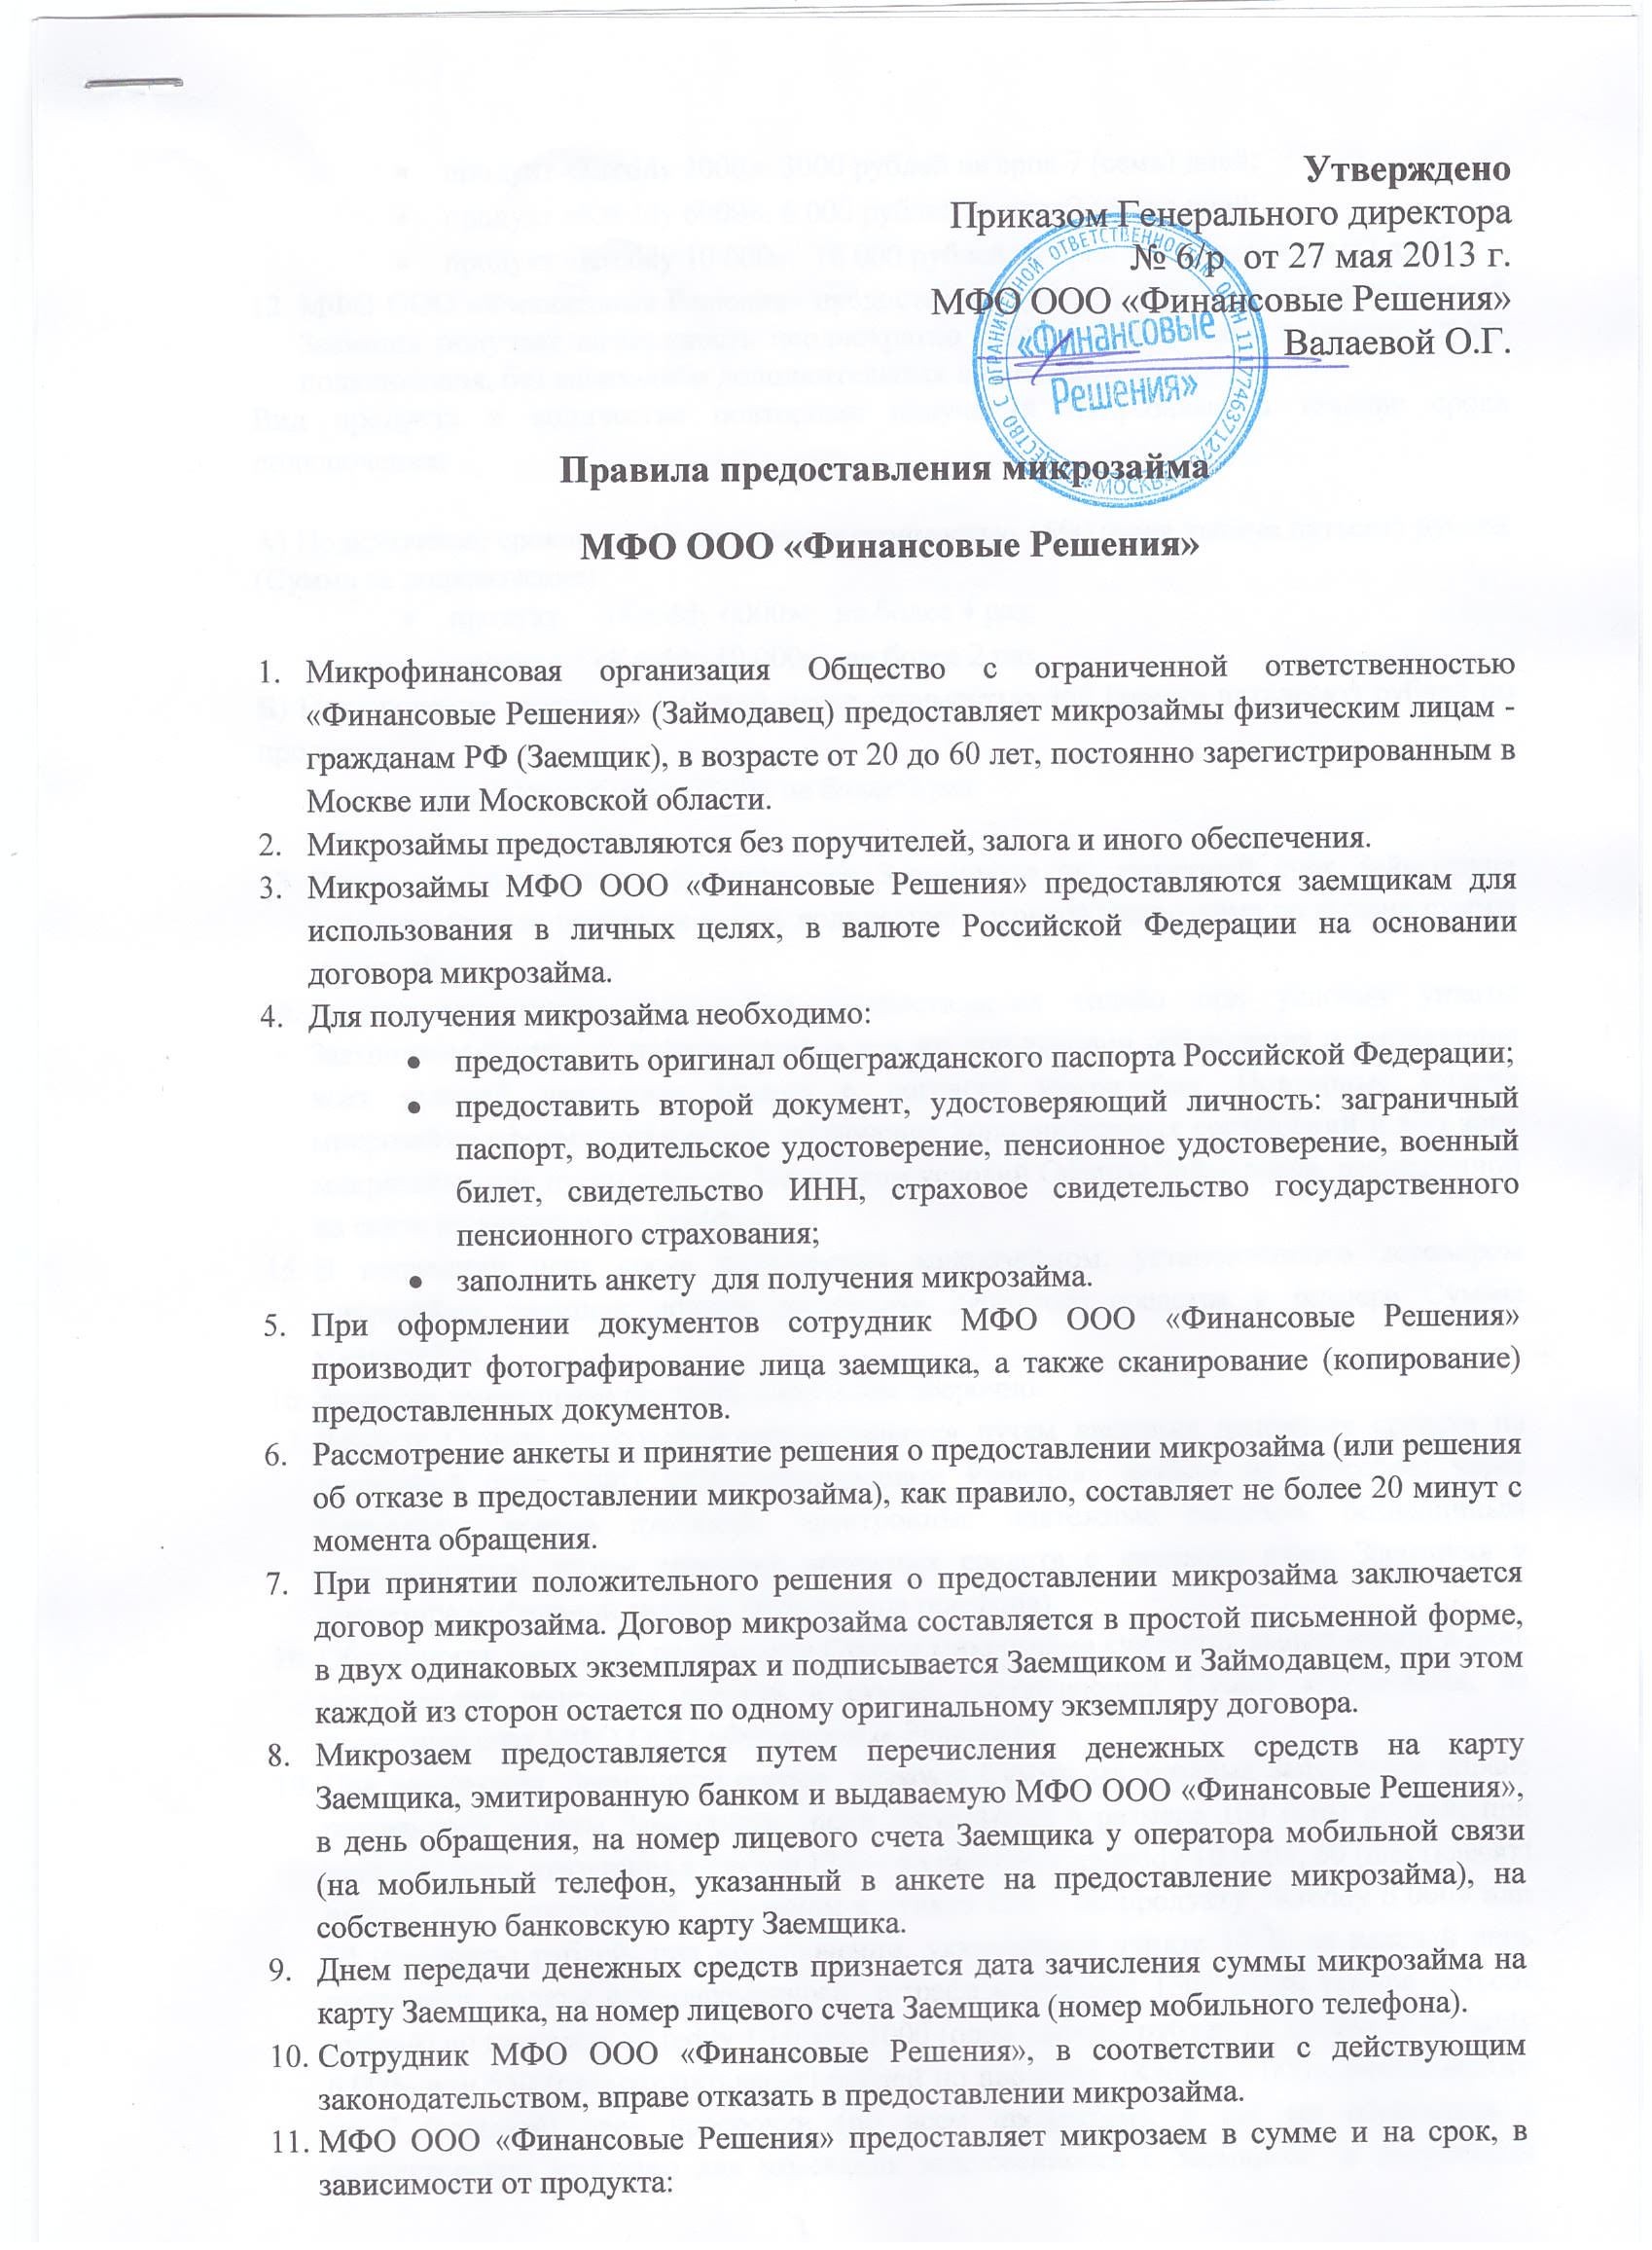 Утверждено
Приказом Генерального директора
№ 6/р от 27 мая 2013 г.
МФО ООО «Финансовые Решения»
Валаевой О.Г.
ОБЩЕСТВО С ОГРАНИЧЕННОЙ ОТВЕТСТВЕННОСТЬЮ
МОСКВА
«Финансовые
Решения»
Правила предоставления микрозайма
МФО ООО «Финансовые Решения»
1. Микрофинансовая организация Общество с ограниченной ответственностью
«Финансовые Решения» (Займодавец) предоставляет микрозаймы физическим лицам -
гражданам РФ (Заемщик), в возрасте от 20 до 60 лет, постоянно зарегистрированным в
Москве или Московской области.
2. Микрозаймы предоставляются без поручителей, залога и иного обеспечения.
3. Микрозаймы МФО ООО «Финансовые Решения» предоставляются заемщикам для
использования в личных целях, в валюте Российской Федерации на основании
договора микрозайма.
4. Для получения микрозайма необходимо:
• предоставить оригинал общегражданского паспорта Российской Федерации;
• предоставить второй документ, удостоверяющий личность: заграничный
паспорт, водительское удостоверение, пенсионное удостоверение, военный
билет, свидетельство ИНН, страховое свидетельство государственного
пенсионного страхования;
• заполнить анкету для получения микрозайма.
5. При оформлении документов сотрудник МФО ООО «Финансовые Решения»
производит фотографирование лица заемщика, а также сканирование (копирование)
предоставленных документов.
6. Рассмотрение анкеты и принятие решения о предоставлении микрозайма (или решения
об отказе в предоставлении микрозайма), как правило, составляет не более 20 минут с
момента обращения.
7. При принятии положительного решения о предоставлении микрозайма заключается
договор микрозайма. Договор микрозайма составляется в простой письменной форме,
в двух одинаковых экземплярах и подписывается Заемщиком и Займодавцем, при этом
каждой из сторон остается по одному оригинальному экземпляру договора.
8. Микрозаем предоставляется путем перечисления денежных средств на карту
Заемщика, эмитированную банком и выдаваемую МФО ООО «Финансовые Решения»,
в день обращения, на номер лицевого счета Заемщика у оператора мобильной связи
(на мобильный телефон, указанный в анкете на предоставление микрозайма), на
собственную банковскую карту Заемщика.
9. Днем передачи денежных средств признается дата зачисления суммы микрозайма на
карту Заемщика, на номер лицевого счета Заемщика (номер мобильного телефона).
10. Сотрудник МФО ООО «Финансовые Решения», в соответствии с действующим
законодательством, вправе отказать в предоставлении микрозайма.
11. МФО ООО «Финансовые Решения» предоставляет микрозаем в сумме и на срок, в
зависимости от продукта: